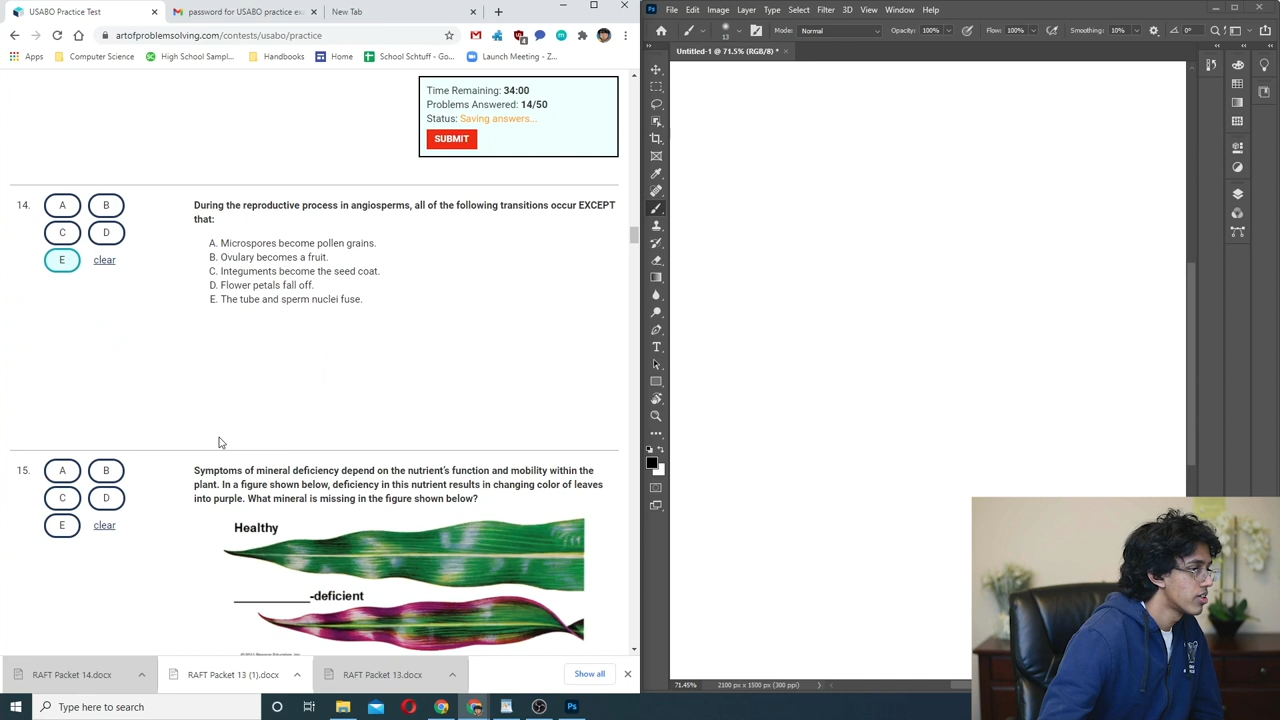 USABO Practice Test
password for USABO practice ex
New Tab
artofproblemsolving.com/contests/usabo/practice
Apps
Computer Science
High School Sampl...
Handbooks
Home
School Schtuff - Go...
Launch Meeting - Z...
Time Remaining: 34:00
Problems Answered: 14/50
Status: Saving answers...
SUBMIT
14.
A
B
C
D
E
clear
During the reproductive process in angiosperms, all of the following transitions occur EXCEPT
that:
A. Microspores become pollen grains.
B. Ovulary becomes a fruit.
C. Integuments become the seed coat.
D. Flower petals fall off.
E. The tube and sperm nuclei fuse.
15.
A
B
C
D
E
clear
Symptoms of mineral deficiency depend on the nutrient's function and mobility within the
plant. In a figure shown below, deficiency in this nutrient results in changing color of leaves
into purple. What mineral is missing in the figure shown below?
Healthy
____________-deficient
RAFT Packet 14.docx
RAFT Packet 13 (1).docx
RAFT Packet 13.docx
Show all
Type here to search
Ps
File
Edit
Image
Layer
Type
Select
Filter
3D
View
Window
Help
13
Mode:
Normal
Opacity:
100%
Flow:
100%
Smoothing:
10%
0°
Untitled-1 @ 71.5% (RGB/8) *
71.45%
2100 px x 1500 px (300 ppi)
Ps